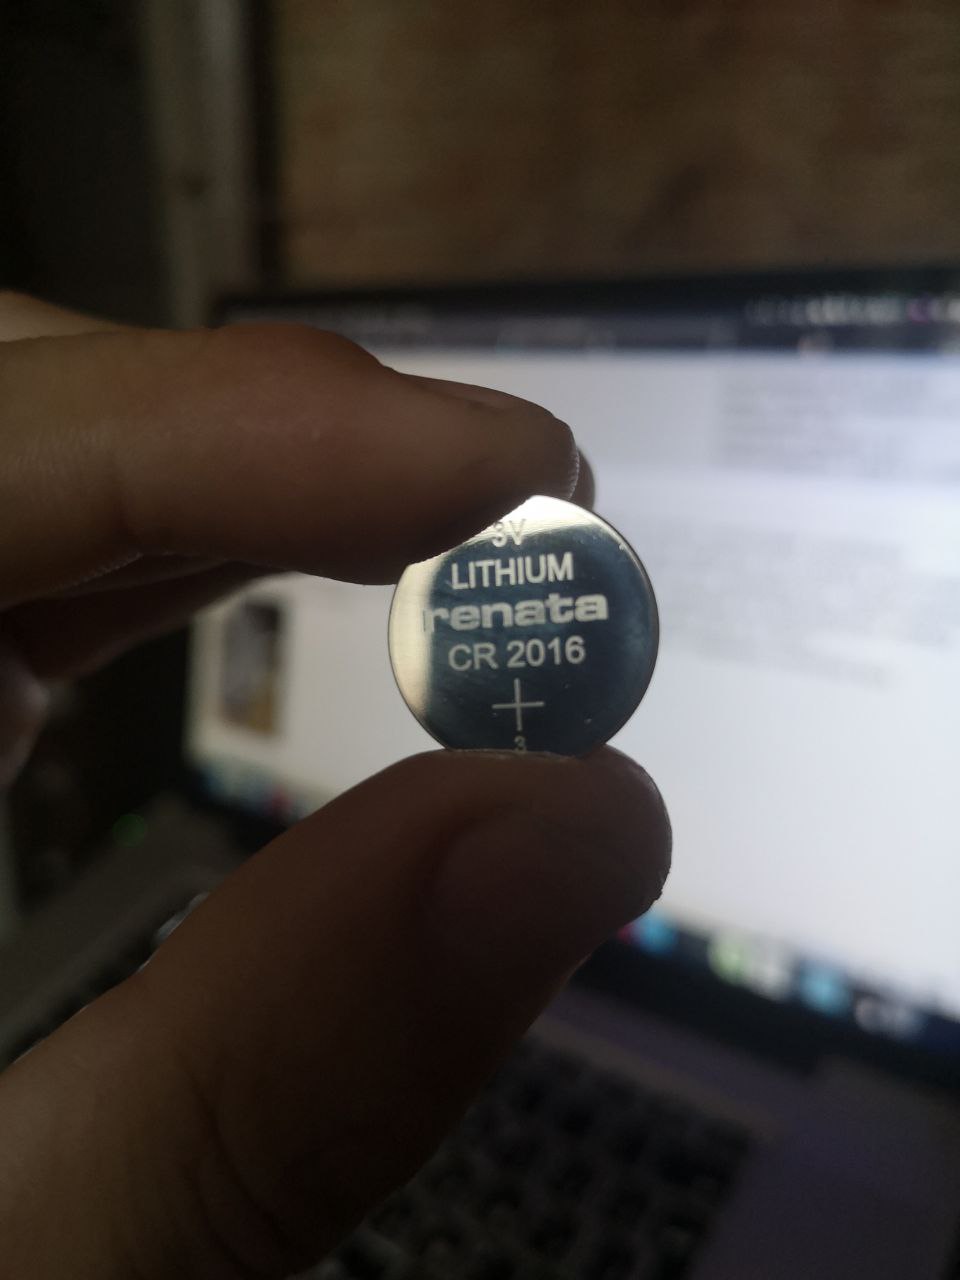 3V
LITHIUM
renata
CR 2016
+
3